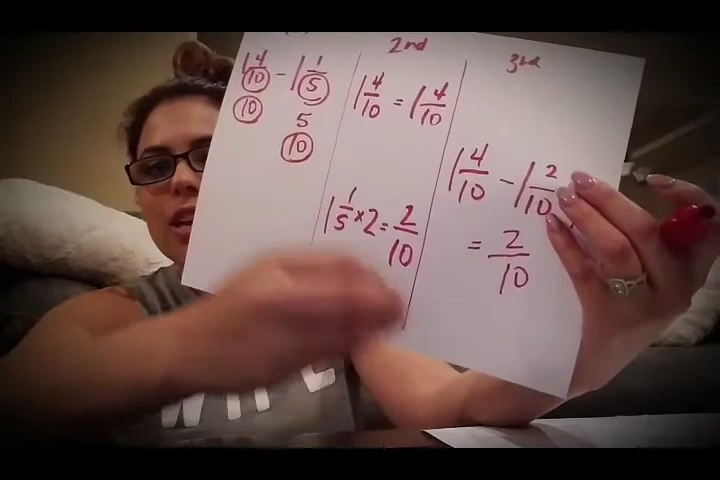 2nd
3rd
1 4/10 - 1 1/5
10
5
10
1 4/10 = 1 4/10
1 1/5 × 2 = 2/10
1 4/10 - 1 2/10
= 2/10